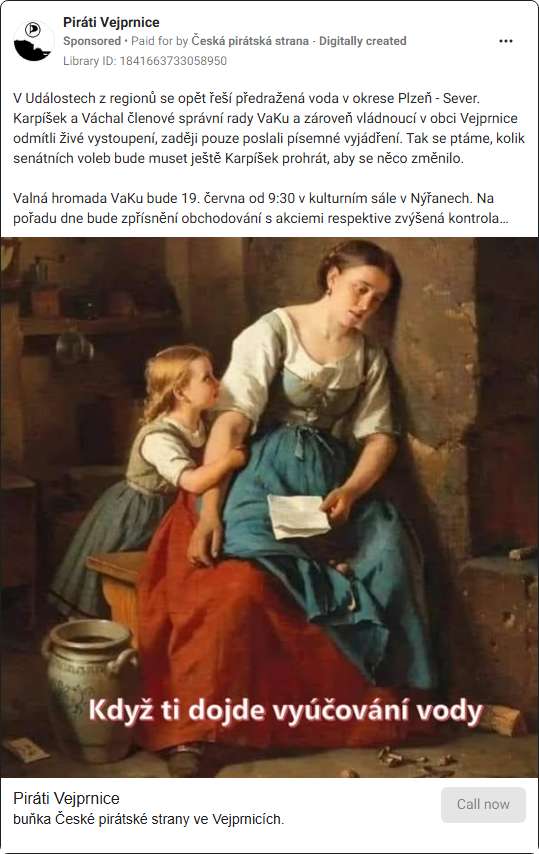 Piráti Vejprnice
Sponsored • Paid for by Česká pirátská strana - Digitally created
Library ID: 1841663733058950
V Událostech z regionů se opět řeší předražená voda v okrese Plzeň - Sever.
Karpíšek a Váchal členové správní rady VaKu a zároveň vládnoucí v obci Vejprnice
odmítli živé vystoupení, zaději pouze poslali písemné vyjádření. Tak se ptáme, kolik
senátních voleb bude muset ještě Karpíšek prohrát, aby se něco změnilo.
Valná hromada VaKu bude 19. června od 9:30 v kulturním sále v Nýřanech. Na
pořadu dne bude zpřísnění obchodování s akciemi respektive zvýšená kontrola…
Když ti dojde vyúčování vody
Piráti Vejprnice
buňka České pirátské strany ve Vejprnicích.
Call now